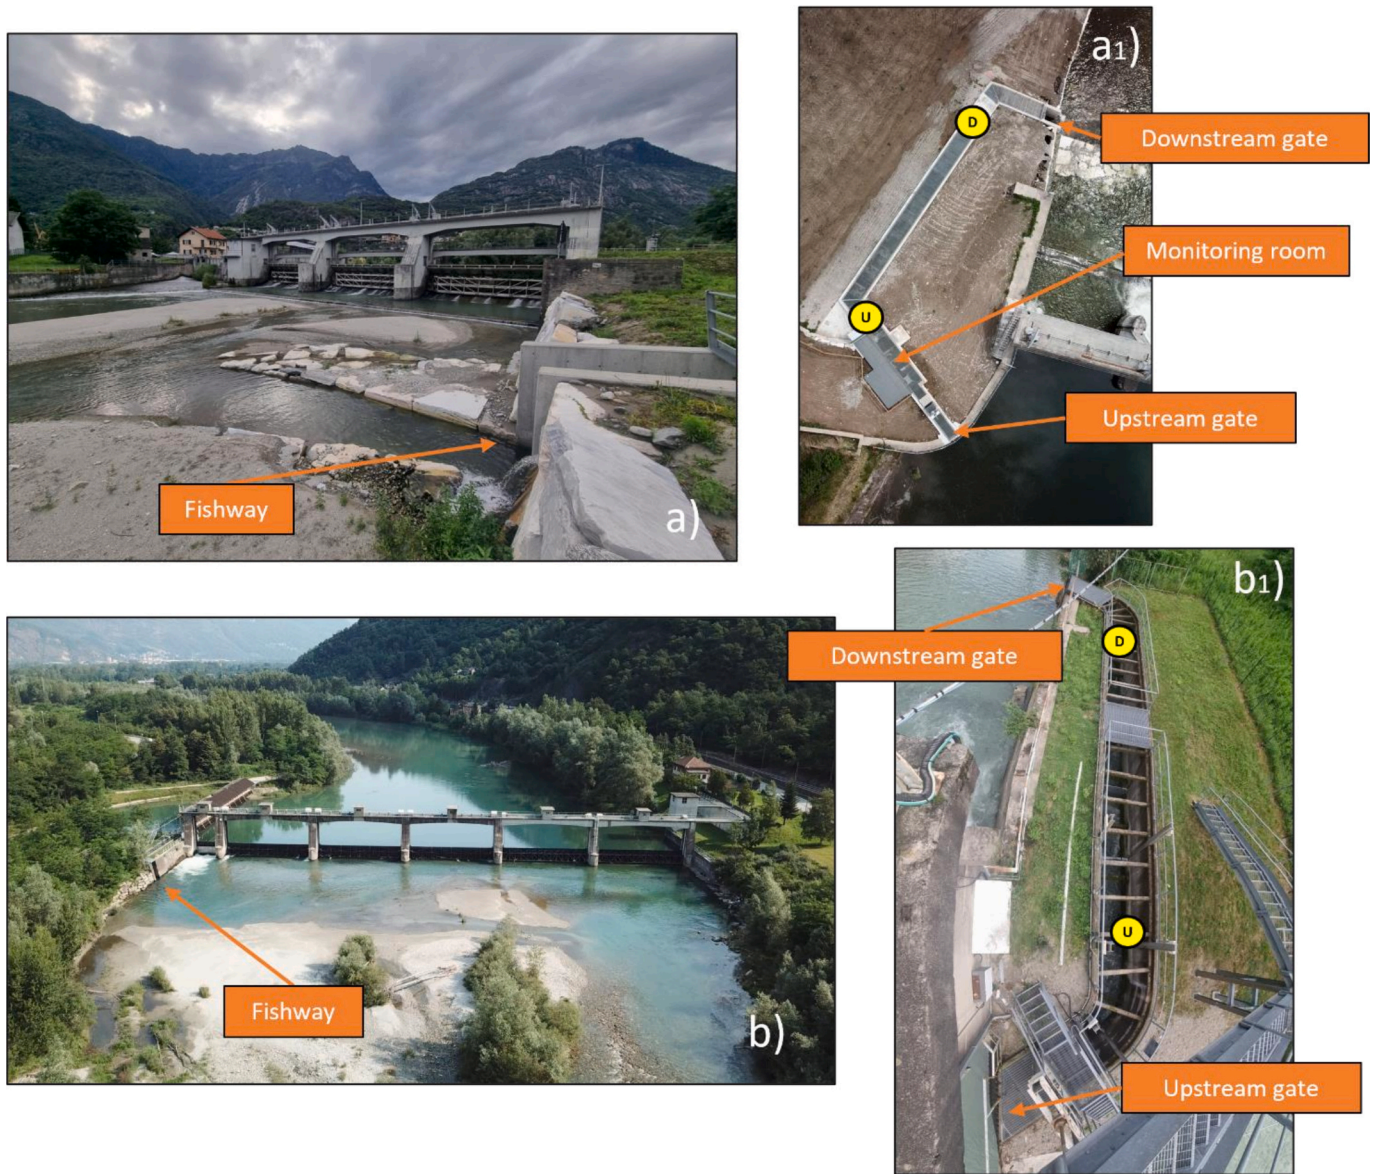 a1)
D
Downstream gate
Monitoring room
U
Upstream gate
Fishway
a)
b1)
D
Downstream gate
U
Fishway
b)
Upstream gate